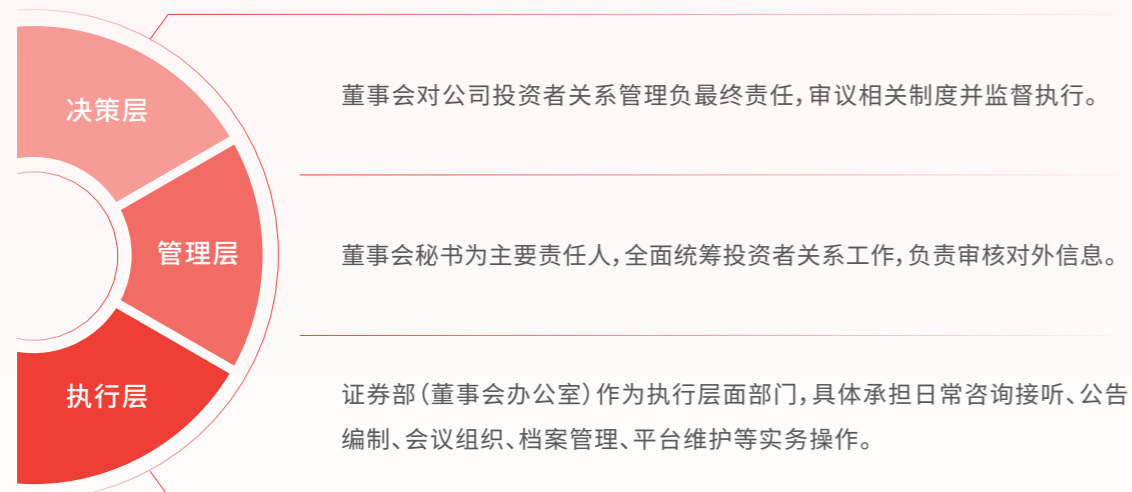 决策层
董事会对公司投资者关系管理负最终责任，审议相关制度并监督执行。
管理层
董事会秘书为主要责任人，全面统筹投资者关系工作，负责审核对外信息。
执行层
证券部（董事会办公室）作为执行层面部门，具体承担日常咨询接听、公告
编制、会议组织、档案管理、平台维护等实务操作。